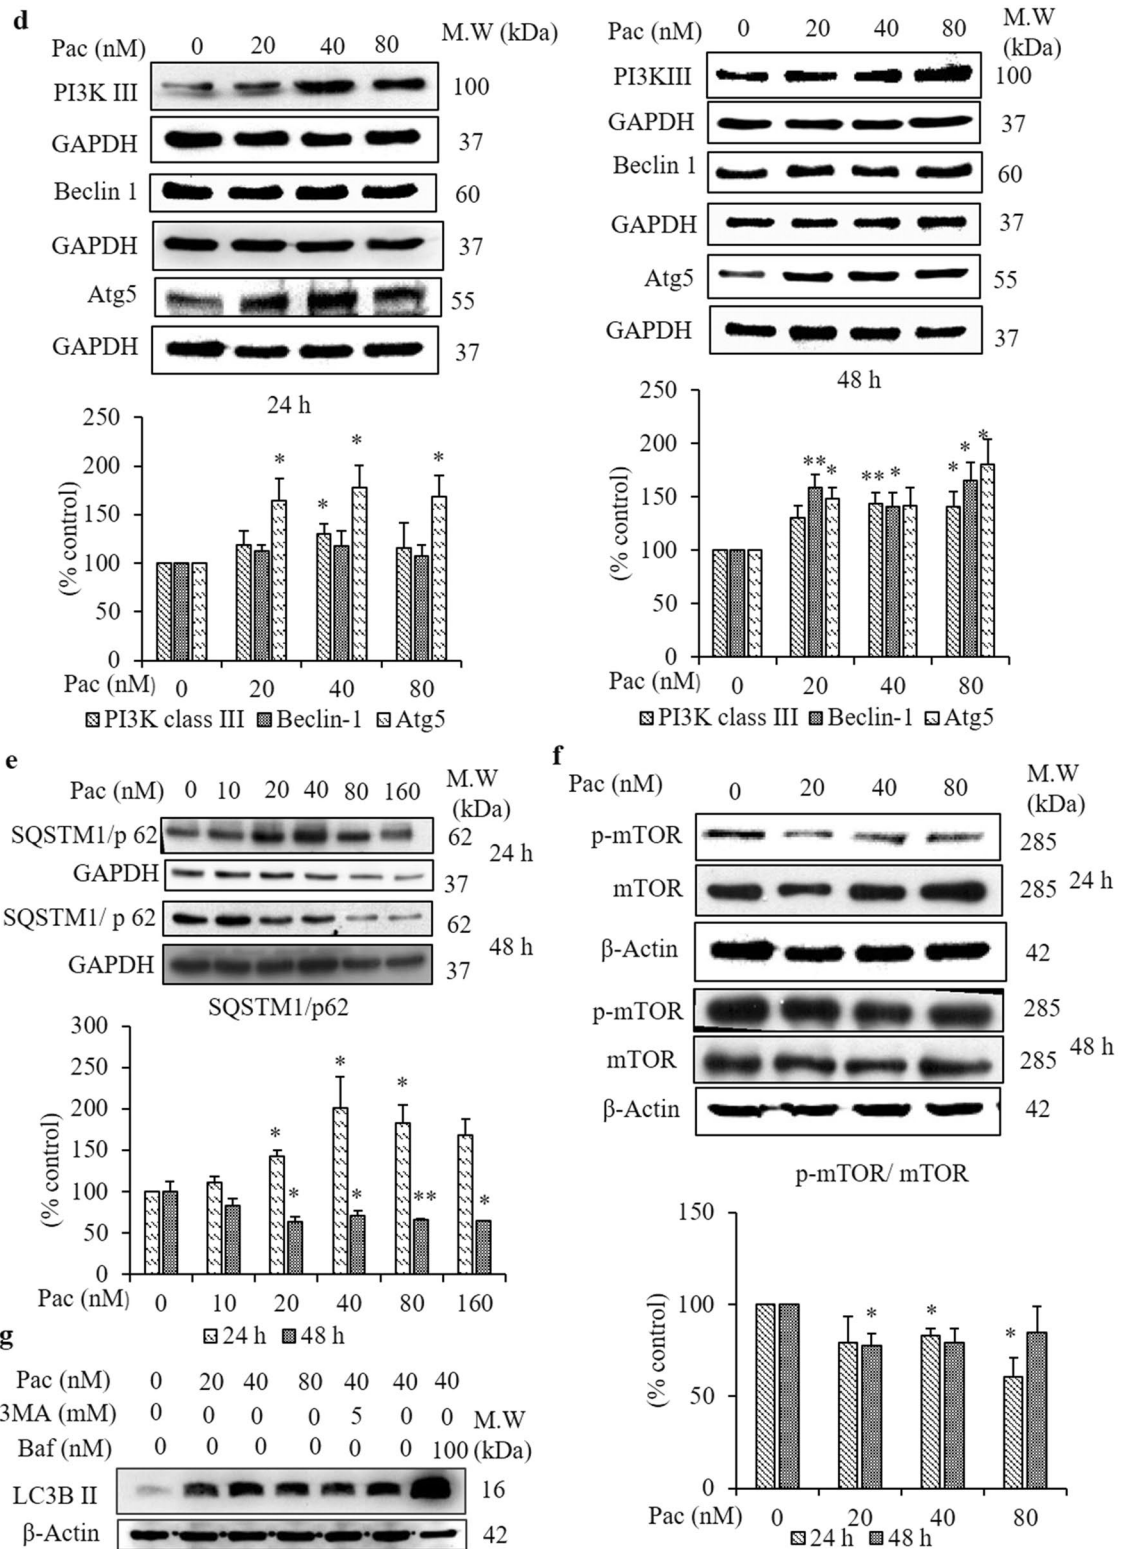 d
Pac (nM) 0 20 40 80 M.W (kDa)
PI3K III 100
GAPDH 37
Beclin 1 60
GAPDH 37
Atg5 55
GAPDH 37
24 h
250
200
150
100
50
0
(% control)
* * * *
Pac (nM) 0 20 40 80
PI3K class III Beclin-1 Atg5
Pac (nM) 0 20 40 80 M.W
(kDa)
PI3KIII 100
GAPDH 37
Beclin 1 60
GAPDH 37
Atg5 55
GAPDH 37
48 h
250
200
150
100
50
0
(% control)
** * ** * * * *
Pac (nM) 0 20 40 80
PI3K class III Beclin-1 Atg5
e
Pac (nM) 0 10 20 40 80 160 M.W
(kDa)
SQSTM1/p 62 62
24 h
GAPDH 37
SQSTM1/ p 62 62
48 h
GAPDH 37
SQSTM1/p62
300
250
200
150
100
50
0
(% control)
* * * * * ** *
Pac (nM) 0 10 20 40 80 160
24 h 48 h
f
Pac (nM) 0 20 40 80 M.W
(kDa)
p-mTOR 285
mTOR 285 24 h
β-Actin 42
p-mTOR 285
mTOR 285 48 h
β-Actin 42
p-mTOR/ mTOR
150
100
50
0
(% control)
* * *
Pac (nM) 0 20 40 80
24 h 48 h
g
Pac (nM) 0 20 40 80 40 40 40
3MA (mM) 0 0 0 0 5 0 0 M.W
Baf (nM) 0 0 0 0 0 0 100 (kDa)
LC3B II 16
β-Actin 42